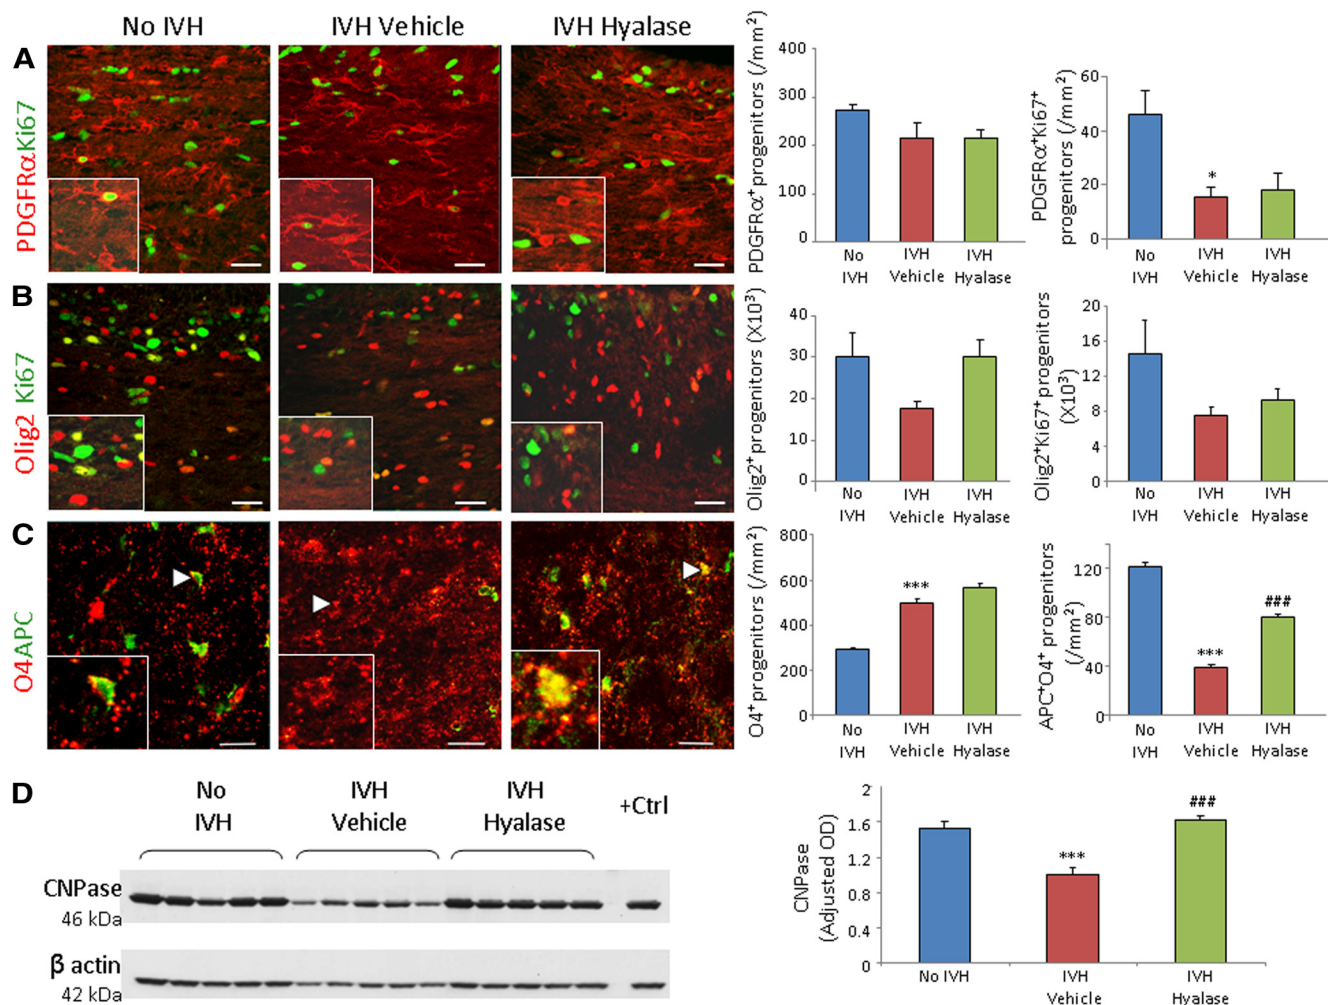 No IVH
IVH Vehicle
IVH Hyalase
A
PDGFRαKi67
PDGFRα⁺progenitors (/mm²)
400
300
200
100
0
No
IVH
IVH
Vehicle
IVH
Hyalase
PDGFRα⁺Ki67⁺
progenitors (/mm²)
60
40
20
0
*
No
IVH
IVH
Vehicle
IVH
Hyalase
B
Olig2 Ki67
Olig2⁺progenitors (X10³)
40
30
20
10
0
No
IVH
IVH
Vehicle
IVH
Hyalase
Olig2⁺Ki67⁺progenitors
(X10³)
20
16
12
8
4
0
No
IVH
IVH
Vehicle
IVH
Hyalase
C
O4APC
O4⁺progenitors (/mm²)
800
600
400
200
0
***
No
IVH
IVH
Vehicle
IVH
Hyalase
APC⁺O4⁺ progenitors
(/mm²)
120
80
40
0
***
###
No
IVH
IVH
Vehicle
IVH
Hyalase
D
No
IVH
IVH
Vehicle
IVH
Hyalase
+Ctrl
CNPase
46 kDa
β actin
42 kDa
CNPase
(Adjusted OD)
2
1.6
1.2
0.8
0.4
0
***
###
No IVH
IVH
Vehicle
IVH
Hyalase